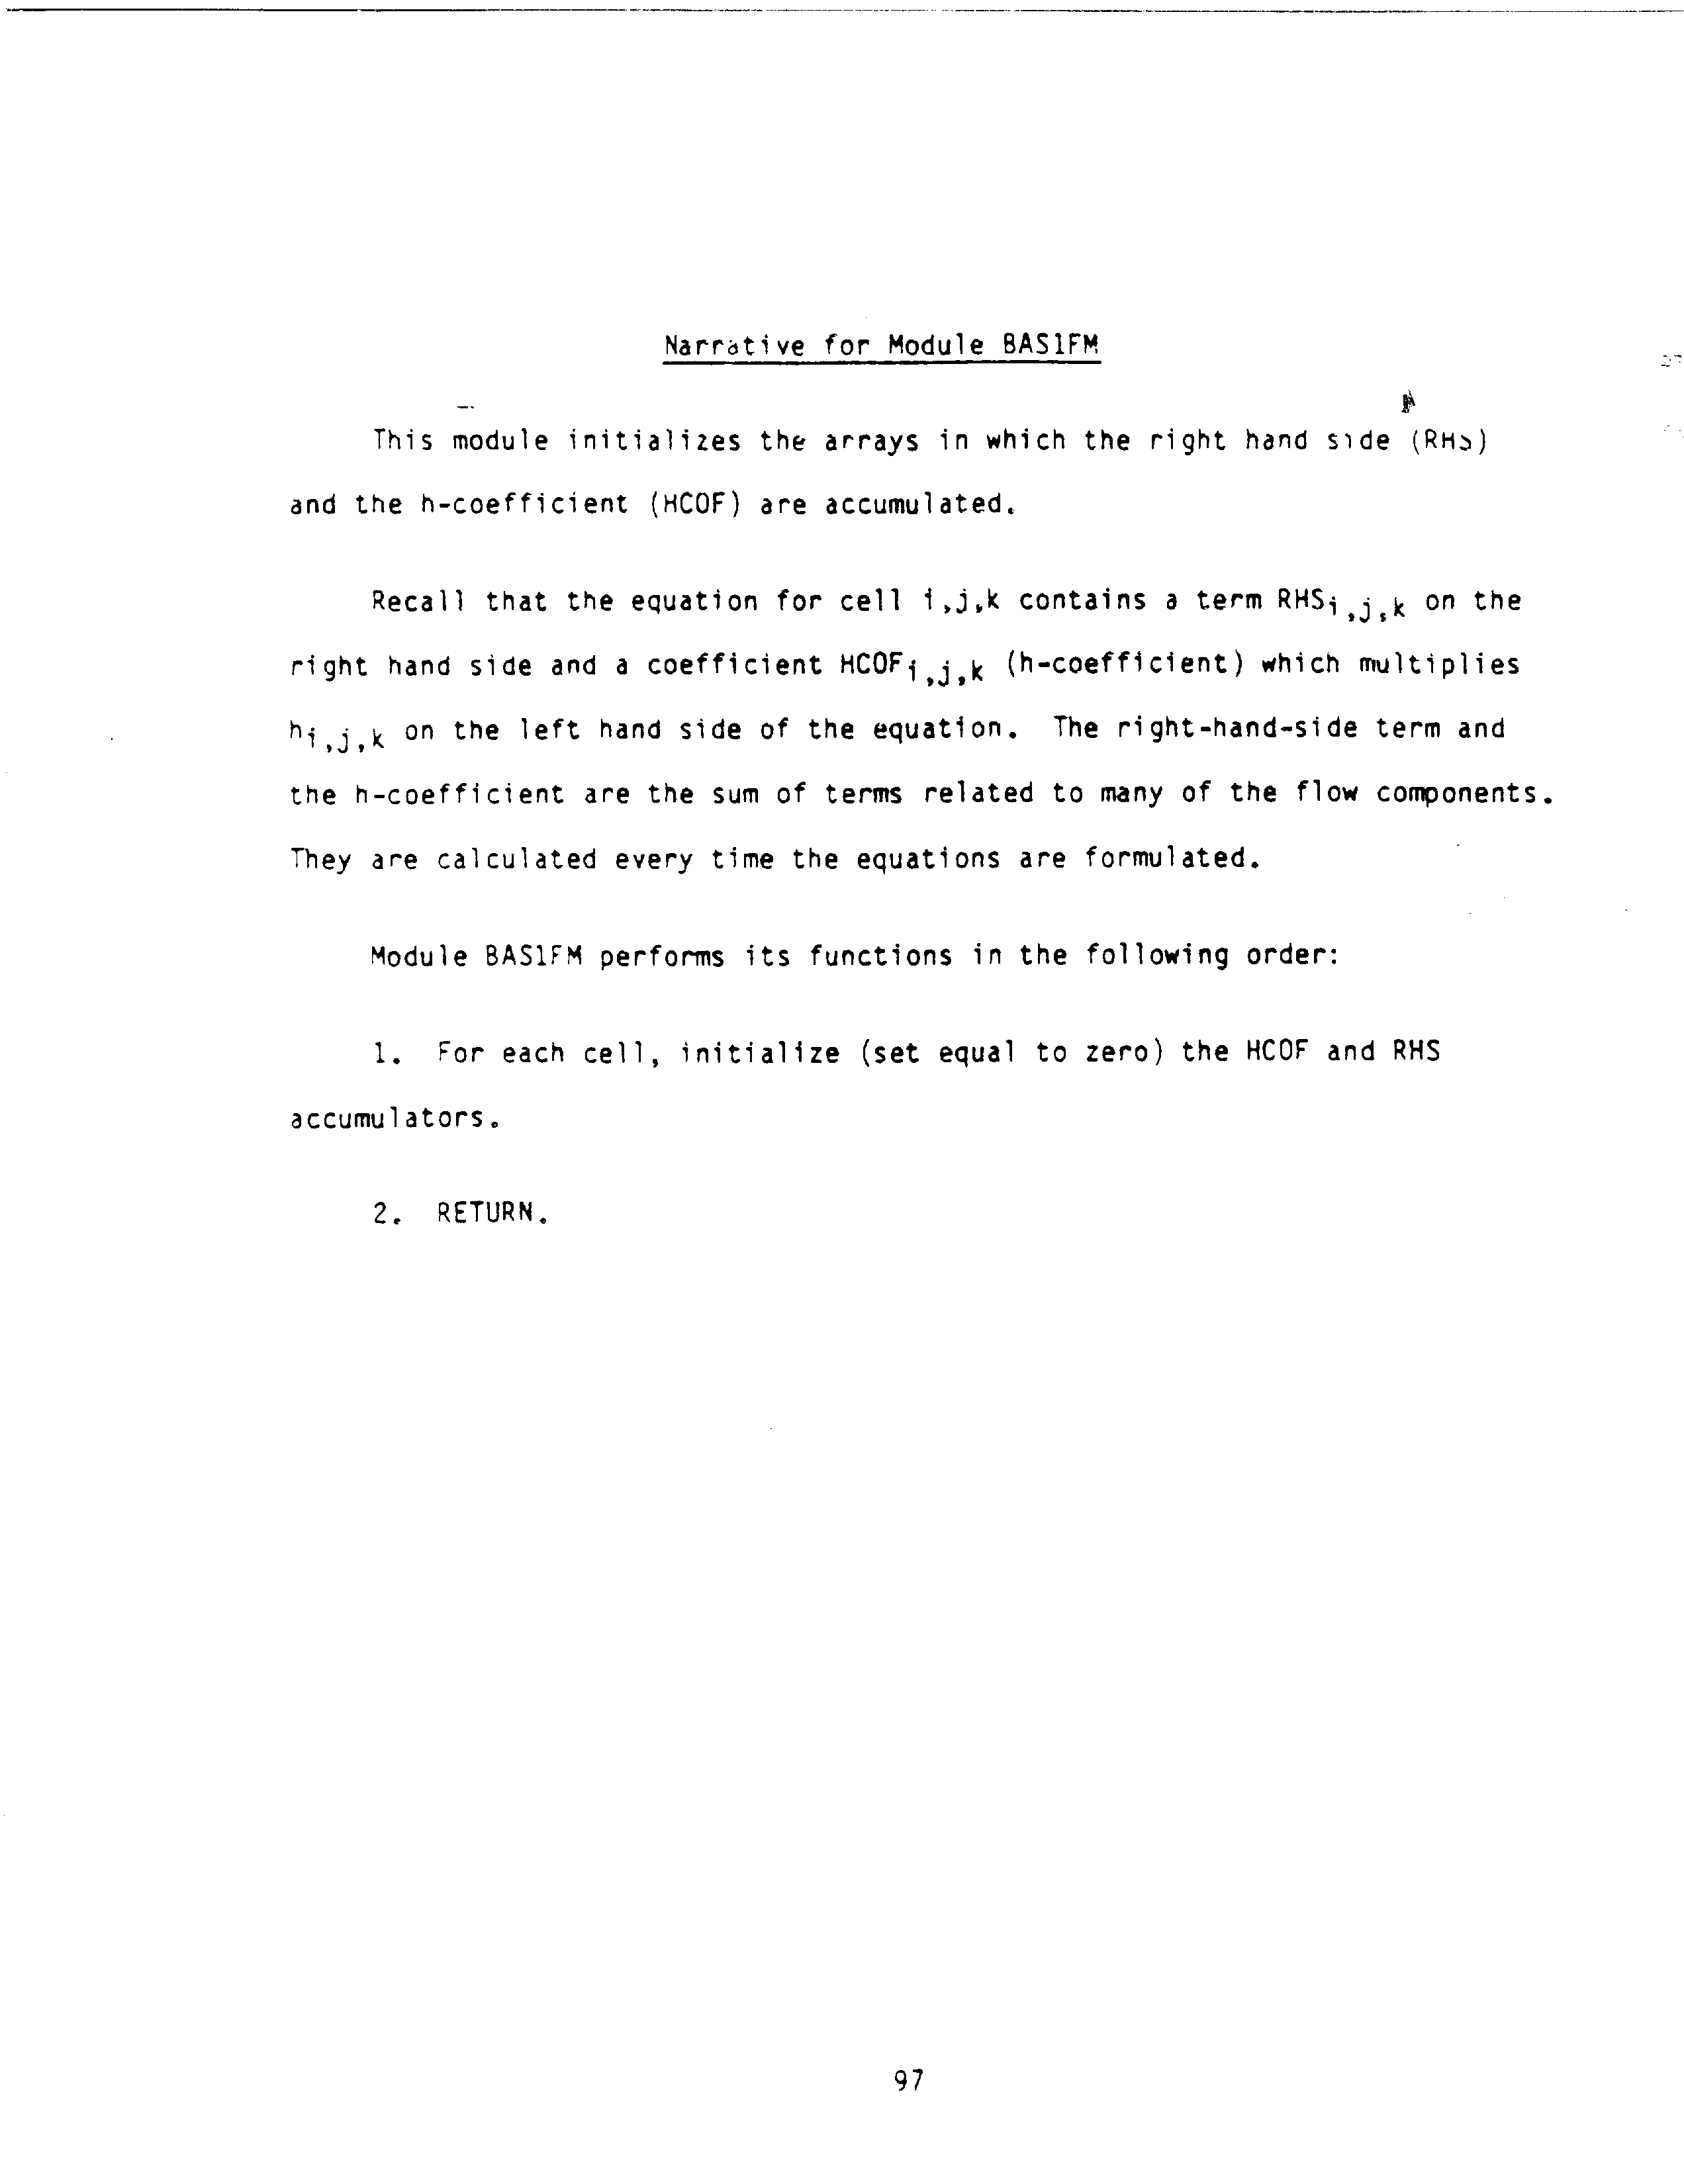 Narrative for Module BAS1FM
This module initializes the arrays in which the right hand side (RHS)
and the h-coefficient (HCOF) are accumulated.
Recall that the equation for cell i,j,k contains a term RHSi,j,k on the
right hand side and a coefficient HCOFi,j,k (h-coefficient) which multiplies
hi,j,k on the left hand side of the equation. The right-hand-side term and
the h-coefficient are the sum of terms related to many of the flow components.
They are calculated every time the equations are formulated.
Module BAS1FM performs its functions in the following order:
1. For each cell, initialize (set equal to zero) the HCOF and RHS
accumulators.
2. RETURN.
97